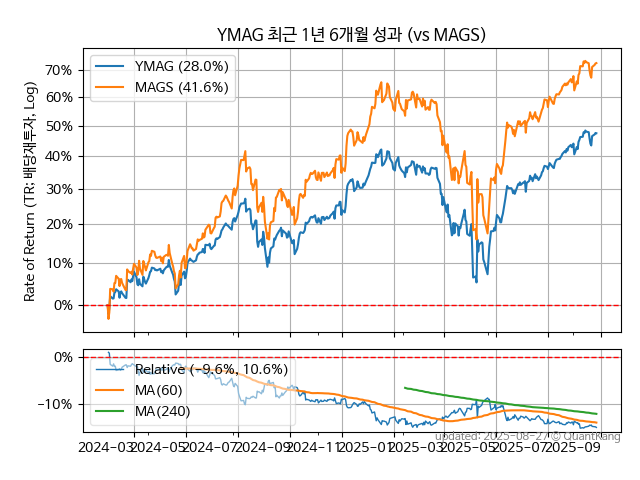 YMAG 최근 1년 6개월 성과 (vs MAGS)
Rate of Return (TR: 배당재투자, Log)
YMAG (28.0%)
MAGS (41.6%)
70%
60%
50%
40%
30%
20%
10%
0%
Relative (−9.6%, 10.6%)
MA(60)
MA(240)
0%
−10%
2024-03 2024-05 2024-07 2024-09 2024-11 2025-01 2025-03 2025-05 2025-07 2025-09
updated: 2025-08-27 © QuantKang